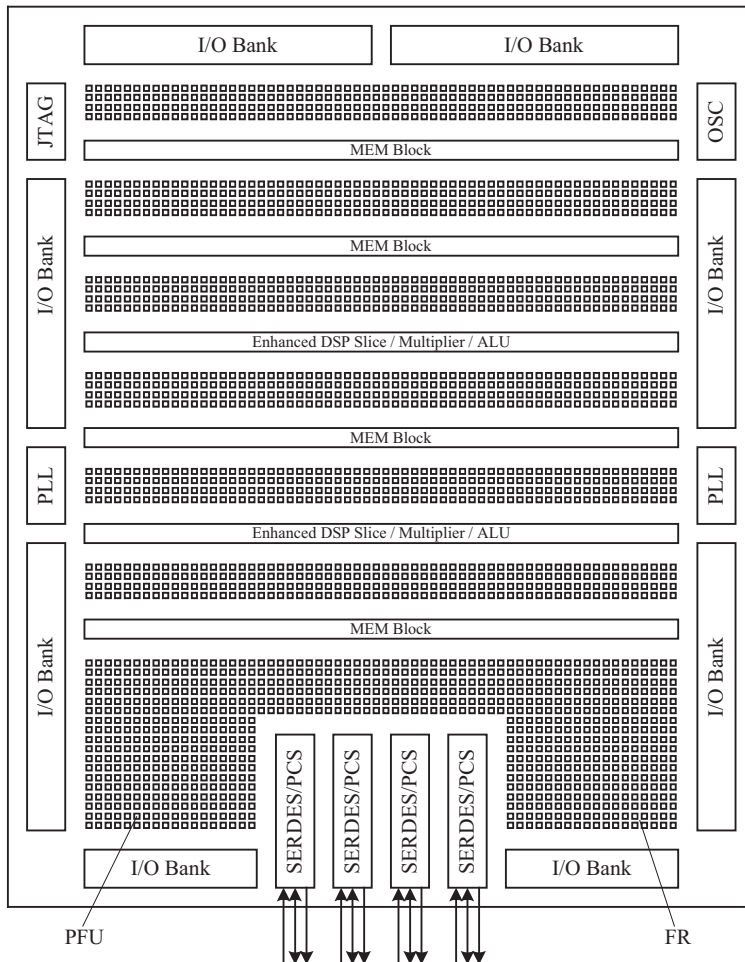 I/O Bank
I/O Bank
JTAG
OSC
MEM Block
I/O Bank
I/O Bank
MEM Block
Enhanced DSP Slice / Multiplier / ALU
MEM Block
PLL
PLL
Enhanced DSP Slice / Multiplier / ALU
I/O Bank
I/O Bank
MEM Block
SERDES/PCS
SERDES/PCS
SERDES/PCS
SERDES/PCS
I/O Bank
I/O Bank
PFU
FR